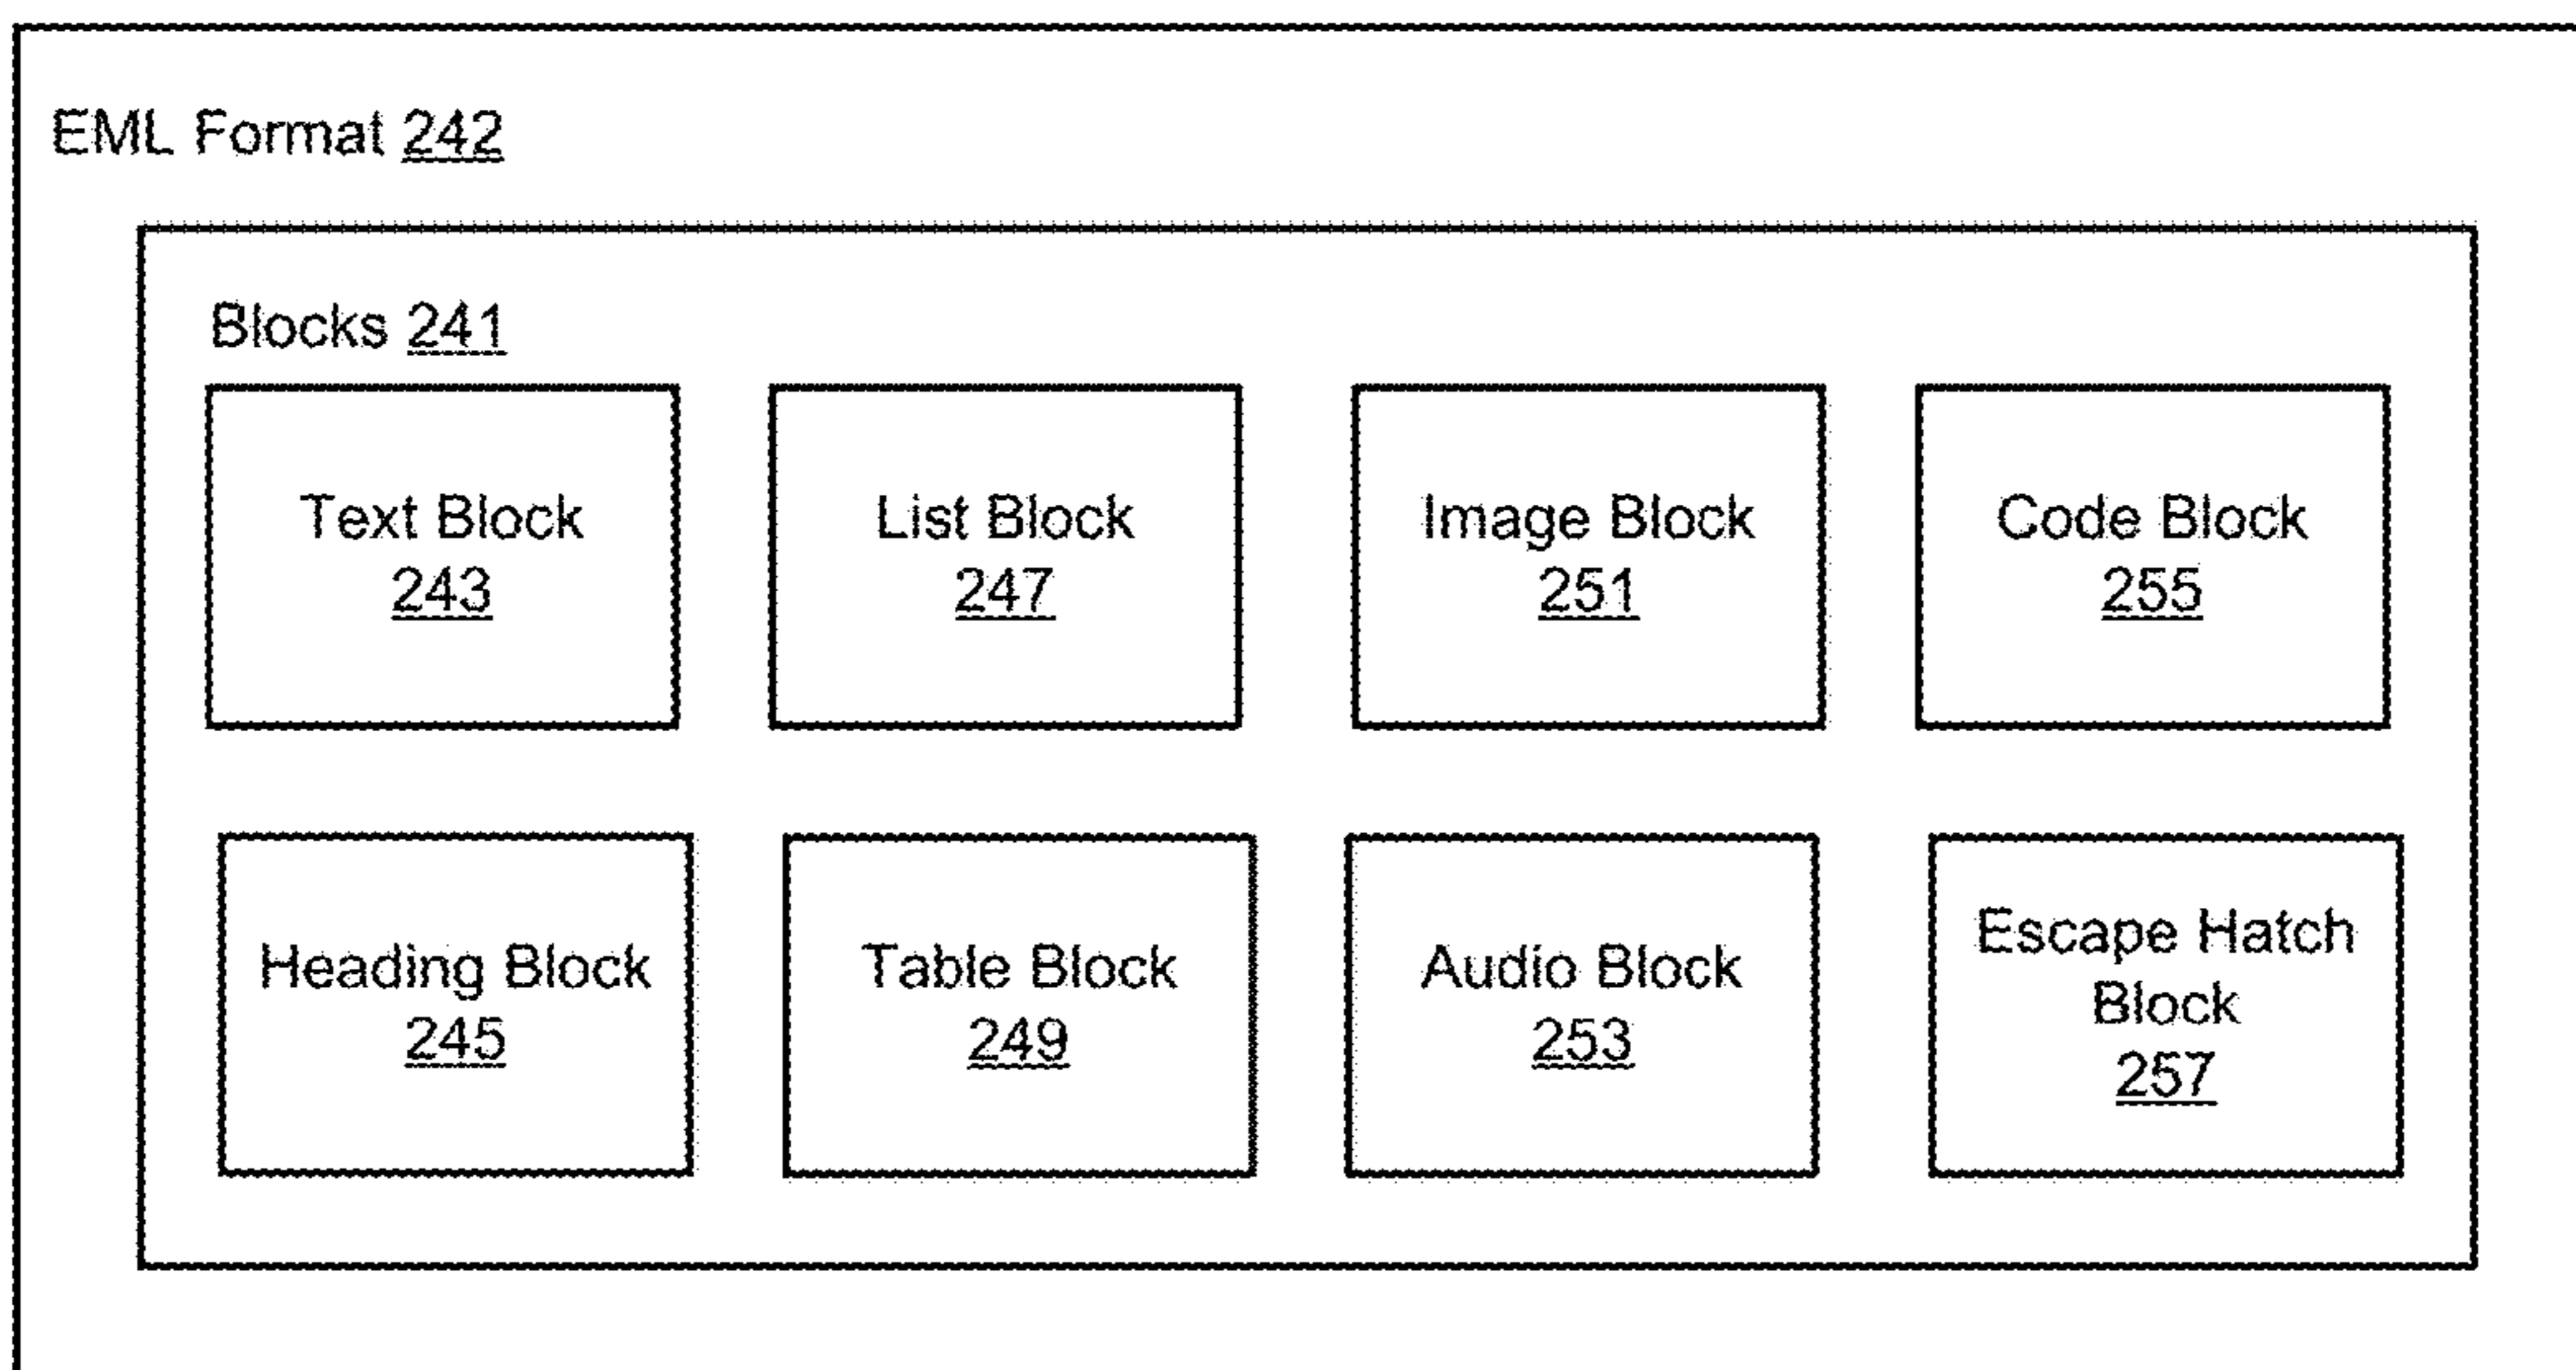 EML Format 242
Blocks 241
Text Block
243
List Block
247
Image Block
251
Code Block
255
Heading Block
245
Table Block
249
Audio Block
253
Escape Hatch
Block
257